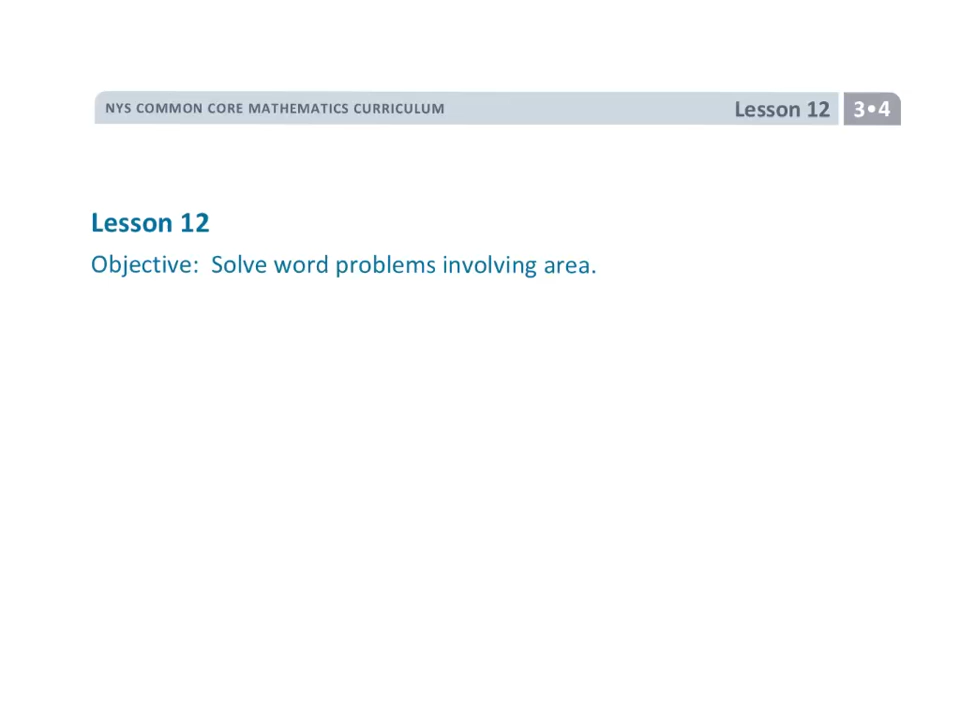 NYS COMMON CORE MATHEMATICS CURRICULUM Lesson 12 3•4
Lesson 12
Objective: Solve word problems involving area.